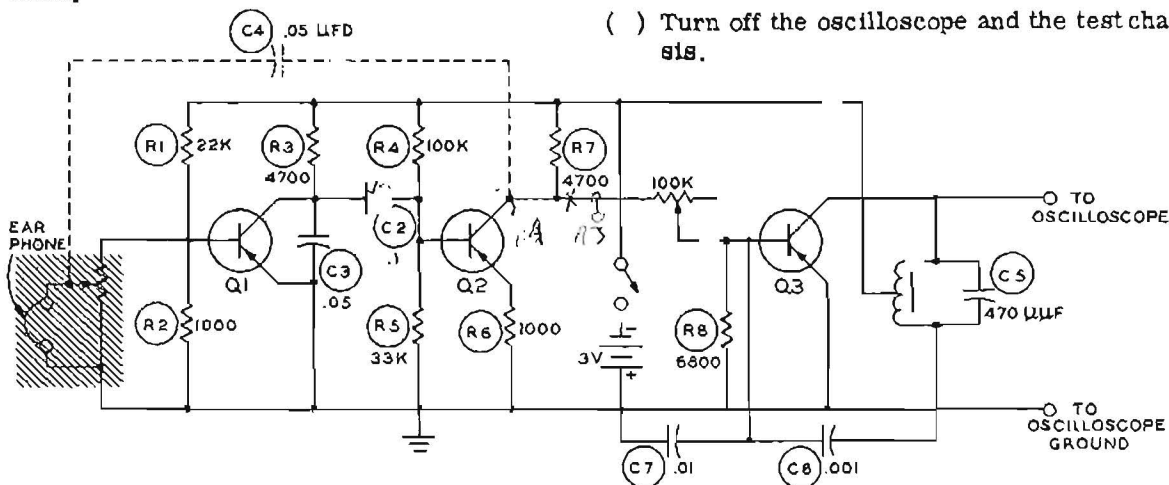 ( ) Turn off the oscilloscope and the test cha
sis.
C4 .05 UFD
R1 22K
R3 4700
R4 100K
R7 4700
100K
C2
EAR PHONE
Q1
C3 .05
Q2
Q3
TO OSCILLOSCOPE
C5 470 UUF
R2 1000
R5 33K
R6 1000
3V
+
R8 6800
TO OSCILLOSCOPE GROUND
C7 .01
C8 .001